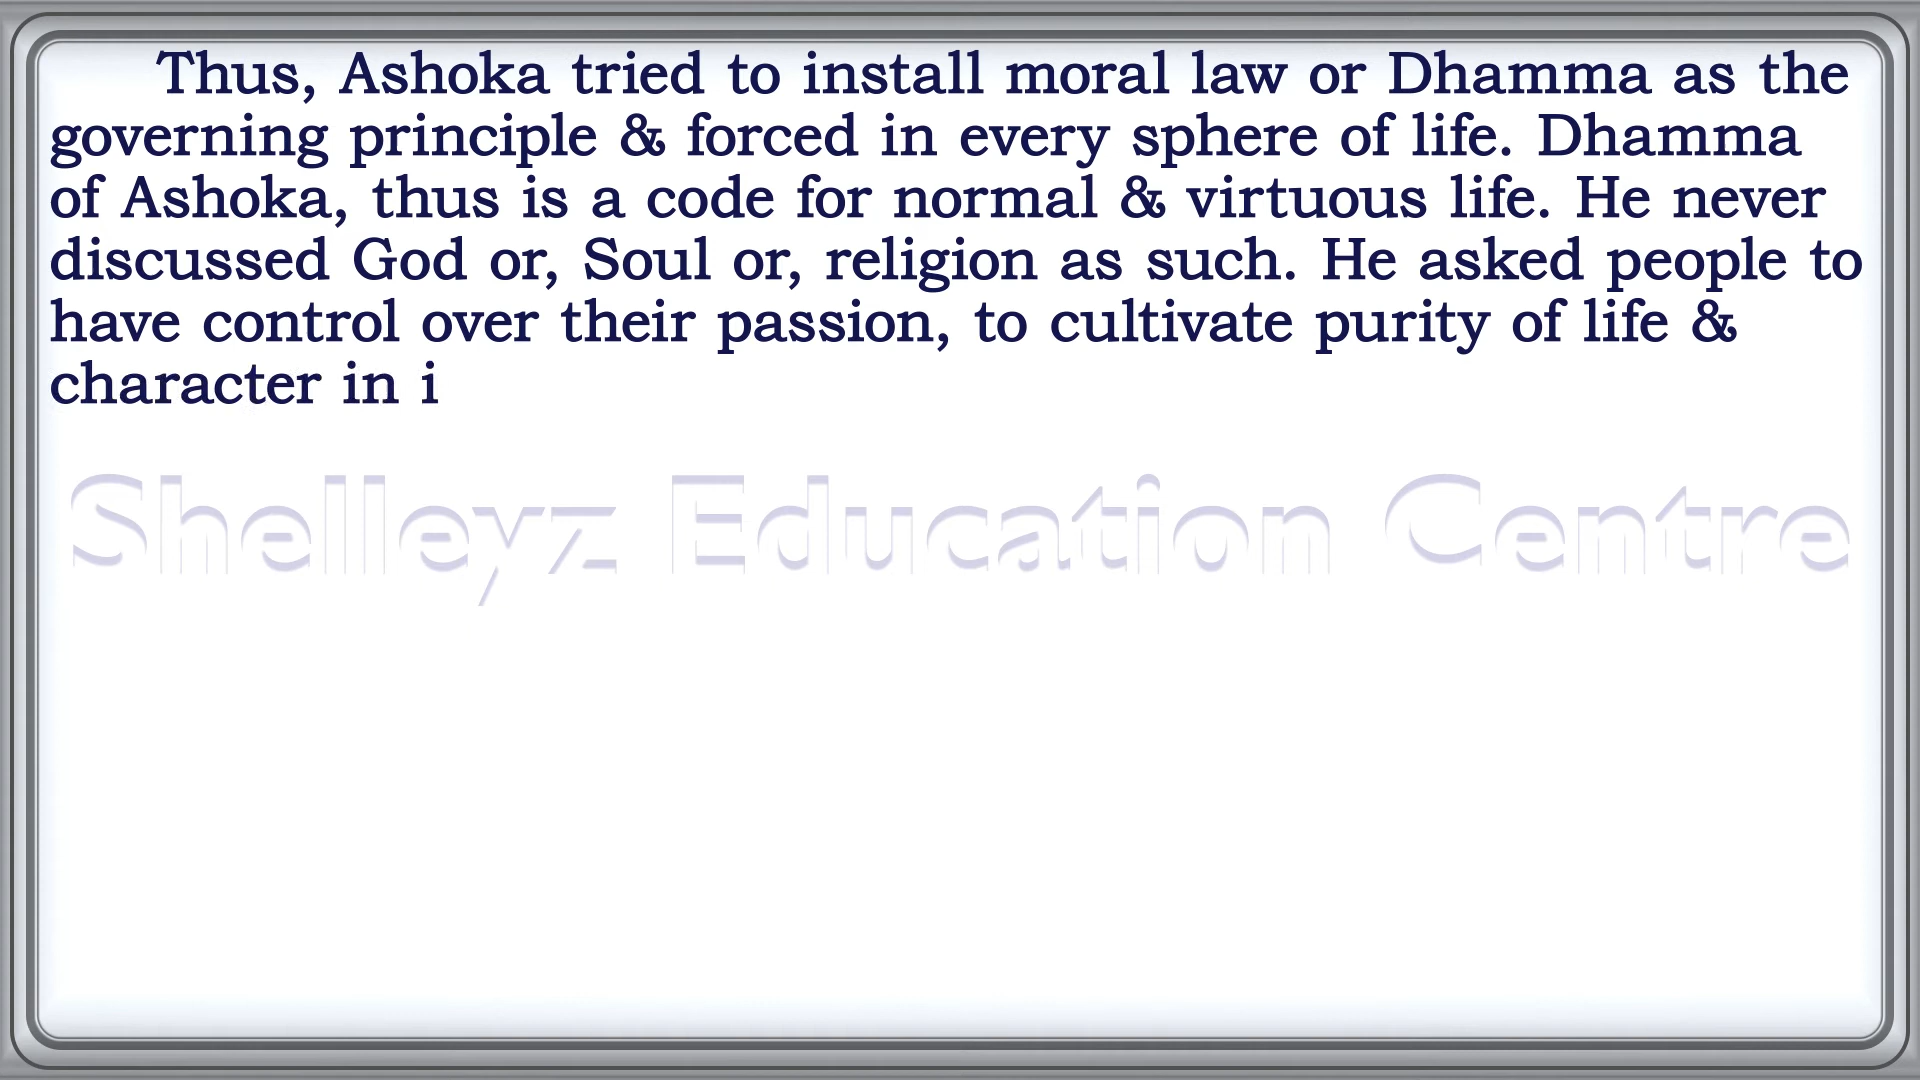 Thus, Ashoka tried to install moral law or Dhamma as the
governing principle & forced in every sphere of life. Dhamma
of Ashoka, thus is a code for normal & virtuous life. He never
discussed God or, Soul or, religion as such. He asked people to
have control over their passion, to cultivate purity of life &
character in i
Shelleyz Education Centre